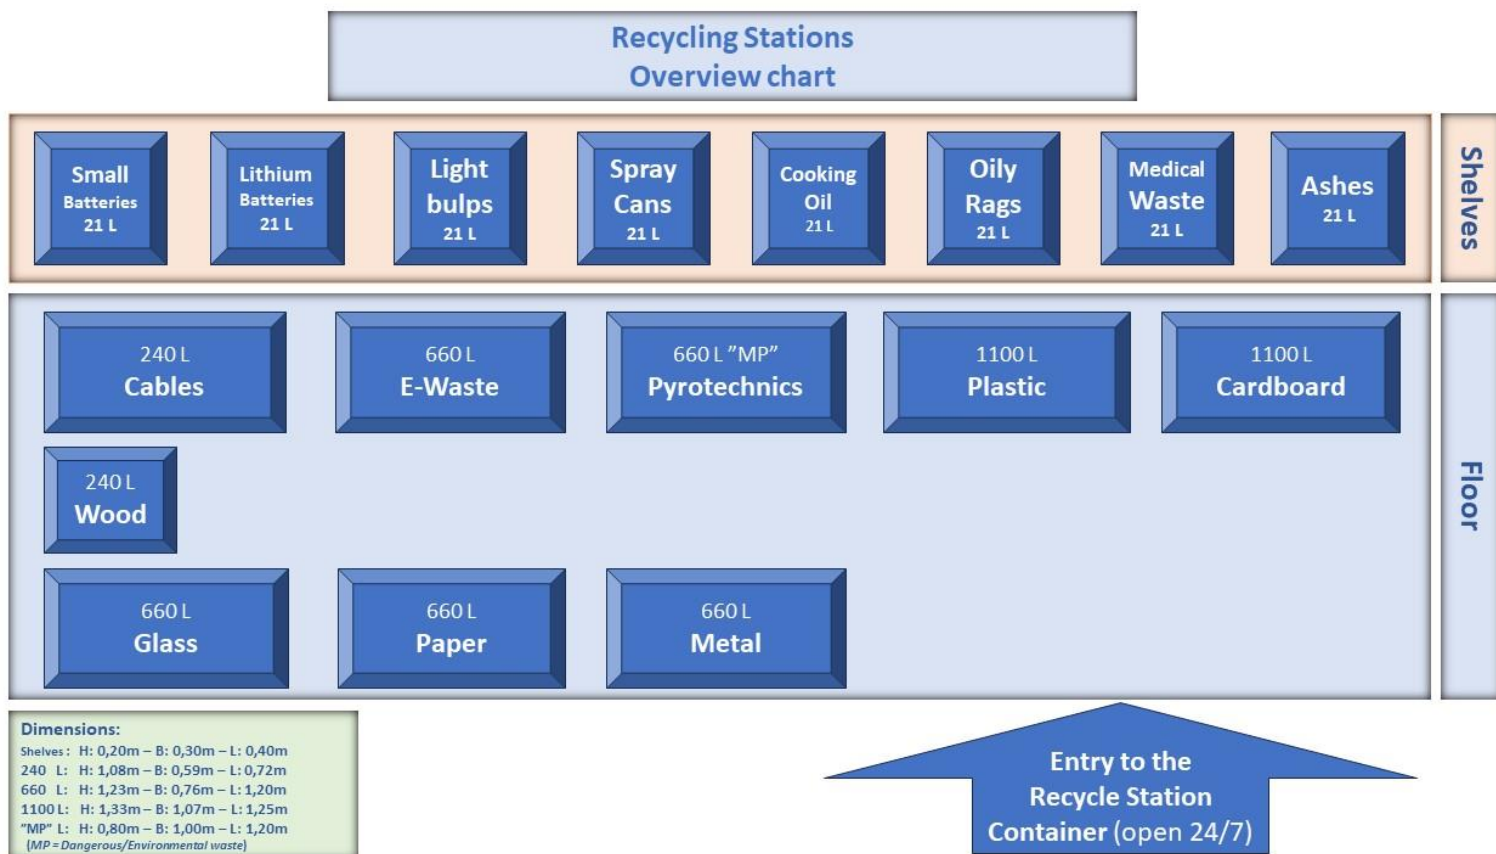 Recycling Stations
Overview chart
Small
Batteries
21 L
Lithium
Batteries
21 L
Light
bulps
21 L
Spray
Cans
21 L
Cooking
Oil
21 L
Oily
Rags
21 L
Medical
Waste
21 L
Ashes
21 L
Shelves
240 L
Cables
660 L
E-Waste
660 L ”MP”
Pyrotechnics
1100 L
Plastic
1100 L
Cardboard
240 L
Wood
660 L
Glass
660 L
Paper
660 L
Metal
Floor
Dimensions:
Shelves : H: 0,20m – B: 0,30m – L: 0,40m
240 L: H: 1,08m – B: 0,59m – L: 0,72m
660 L: H: 1,23m – B: 0,76m – L: 1,20m
1100 L: H: 1,33m – B: 1,07m – L: 1,25m
”MP” L: H: 0,80m – B: 1,00m – L: 1,20m
(MP = Dangerous/Environmental waste)
Entry to the
Recycle Station
Container (open 24/7)